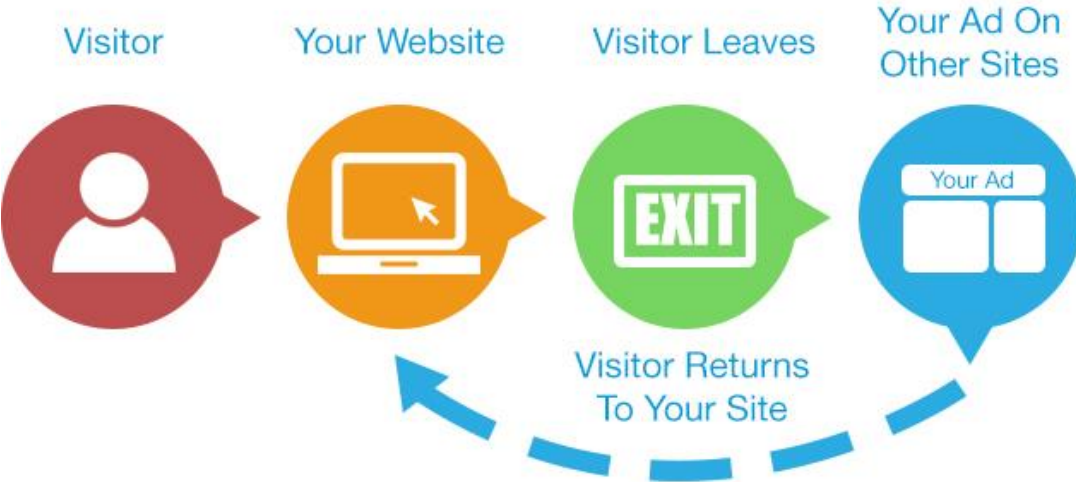 Visitor
Your Website
Visitor Leaves
Your Ad On
Other Sites
EXIT
Your Ad
Visitor Returns
To Your Site